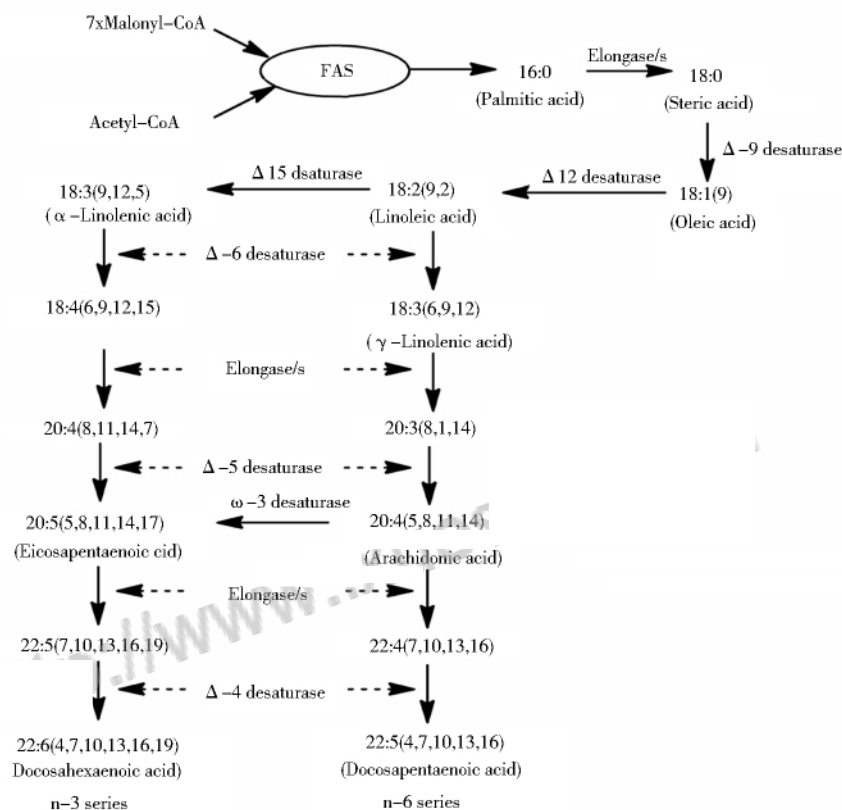 7xMalonyl-CoA
FAS
Acetyl-CoA
16:0
(Palmitic acid)
Elongase/s
18:0
(Steric acid)
Δ-9 desaturase
18:1(9)
(Oleic acid)
Δ12 desaturase
18:2(9,2)
(Linoleic acid)
Δ15 dsaturase
18:3(9,12,5)
(α-Linolenic acid)
Δ-6 desaturase
18:4(6,9,12,15)
18:3(6,9,12)
(γ-Linolenic acid)
Elongase/s
20:4(8,11,14,7)
20:3(8,1,14)
Δ-5 desaturase
ω-3 desaturase
20:5(5,8,11,14,17)
(Eicosapentaenoic cid)
20:4(5,8,11,14)
(Arachidonic acid)
Elongase/s
22:5(7,10,13,16,19)
22:4(7,10,13,16)
Δ-4 desaturase
22:6(4,7,10,13,16,19)
Docosahexaenoic acid)
22:5(4,7,10,13,16)
(Docosapentaenoic acid)
n-3 series
n-6 series
://www.